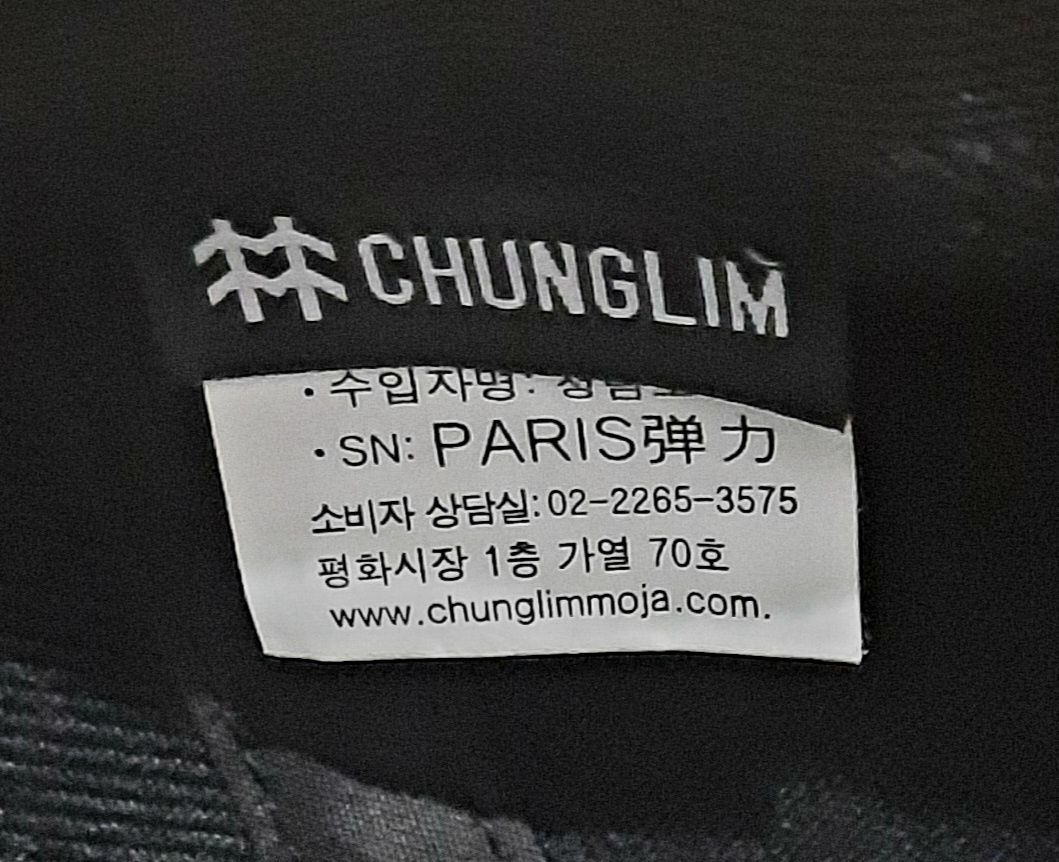 林 CHUNGLIM
· 수입자명:
· SN: PARIS弹力
소비자 상담실: 02-2265-3575
평화시장 1층 가열 70호
www.chunglimmoja.com.